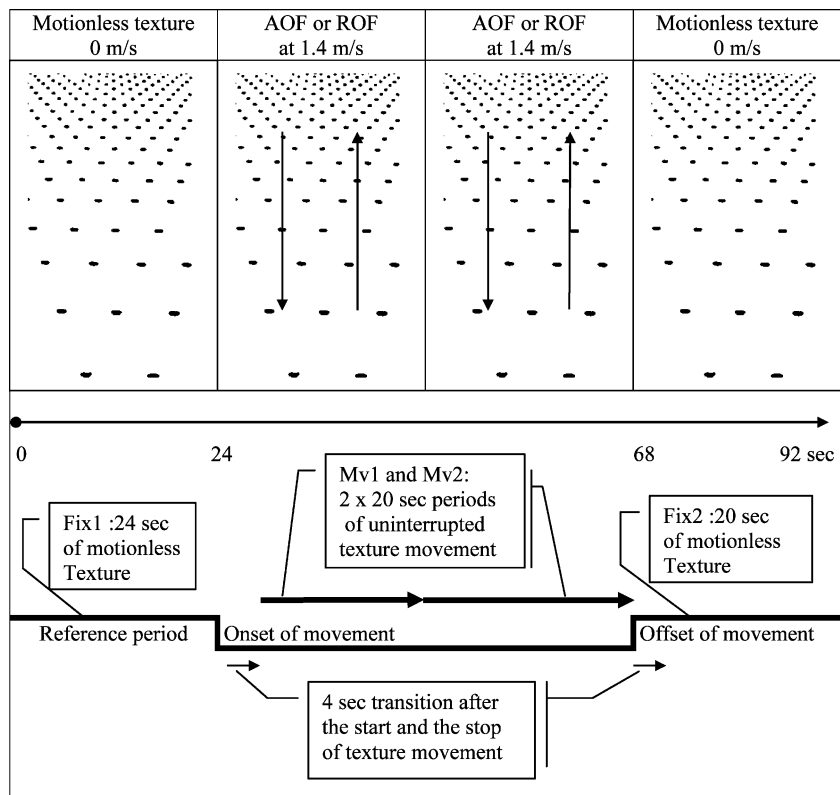 Motionless texture
0 m/s
AOF or ROF
at 1.4 m/s
AOF or ROF
at 1.4 m/s
Motionless texture
0 m/s
0
24
68
92 sec
Mv1 and Mv2:
2 x 20 sec periods
of uninterrupted
texture movement
Fix1 :24 sec
of motionless
Texture
Fix2 :20 sec
of motionless
Texture
Reference period
Onset of movement
Offset of movement
4 sec transition after
the start and the stop
of texture movement